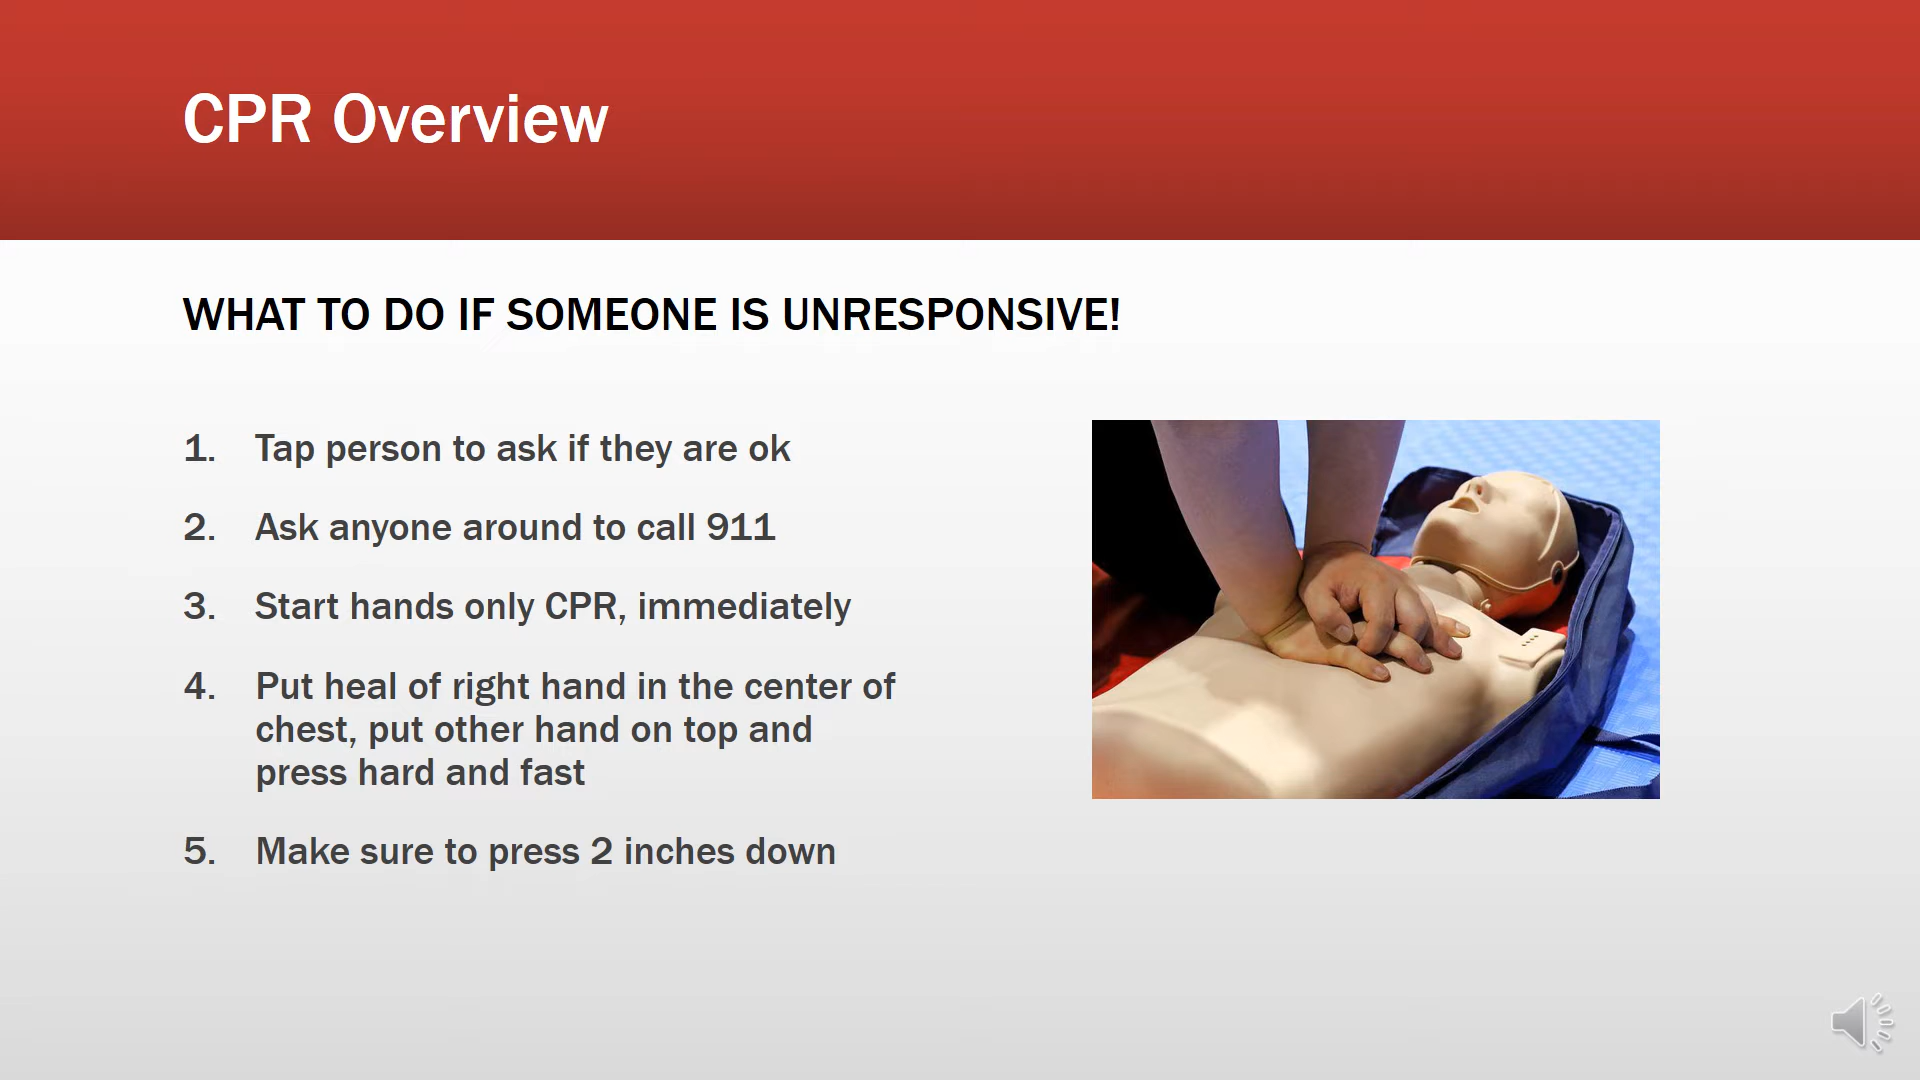 CPR Overview
WHAT TO DO IF SOMEONE IS UNRESPONSIVE!
1. Tap person to ask if they are ok
2. Ask anyone around to call 911
3. Start hands only CPR, immediately
4. Put heal of right hand in the center of
chest, put other hand on top and
press hard and fast
5. Make sure to press 2 inches down